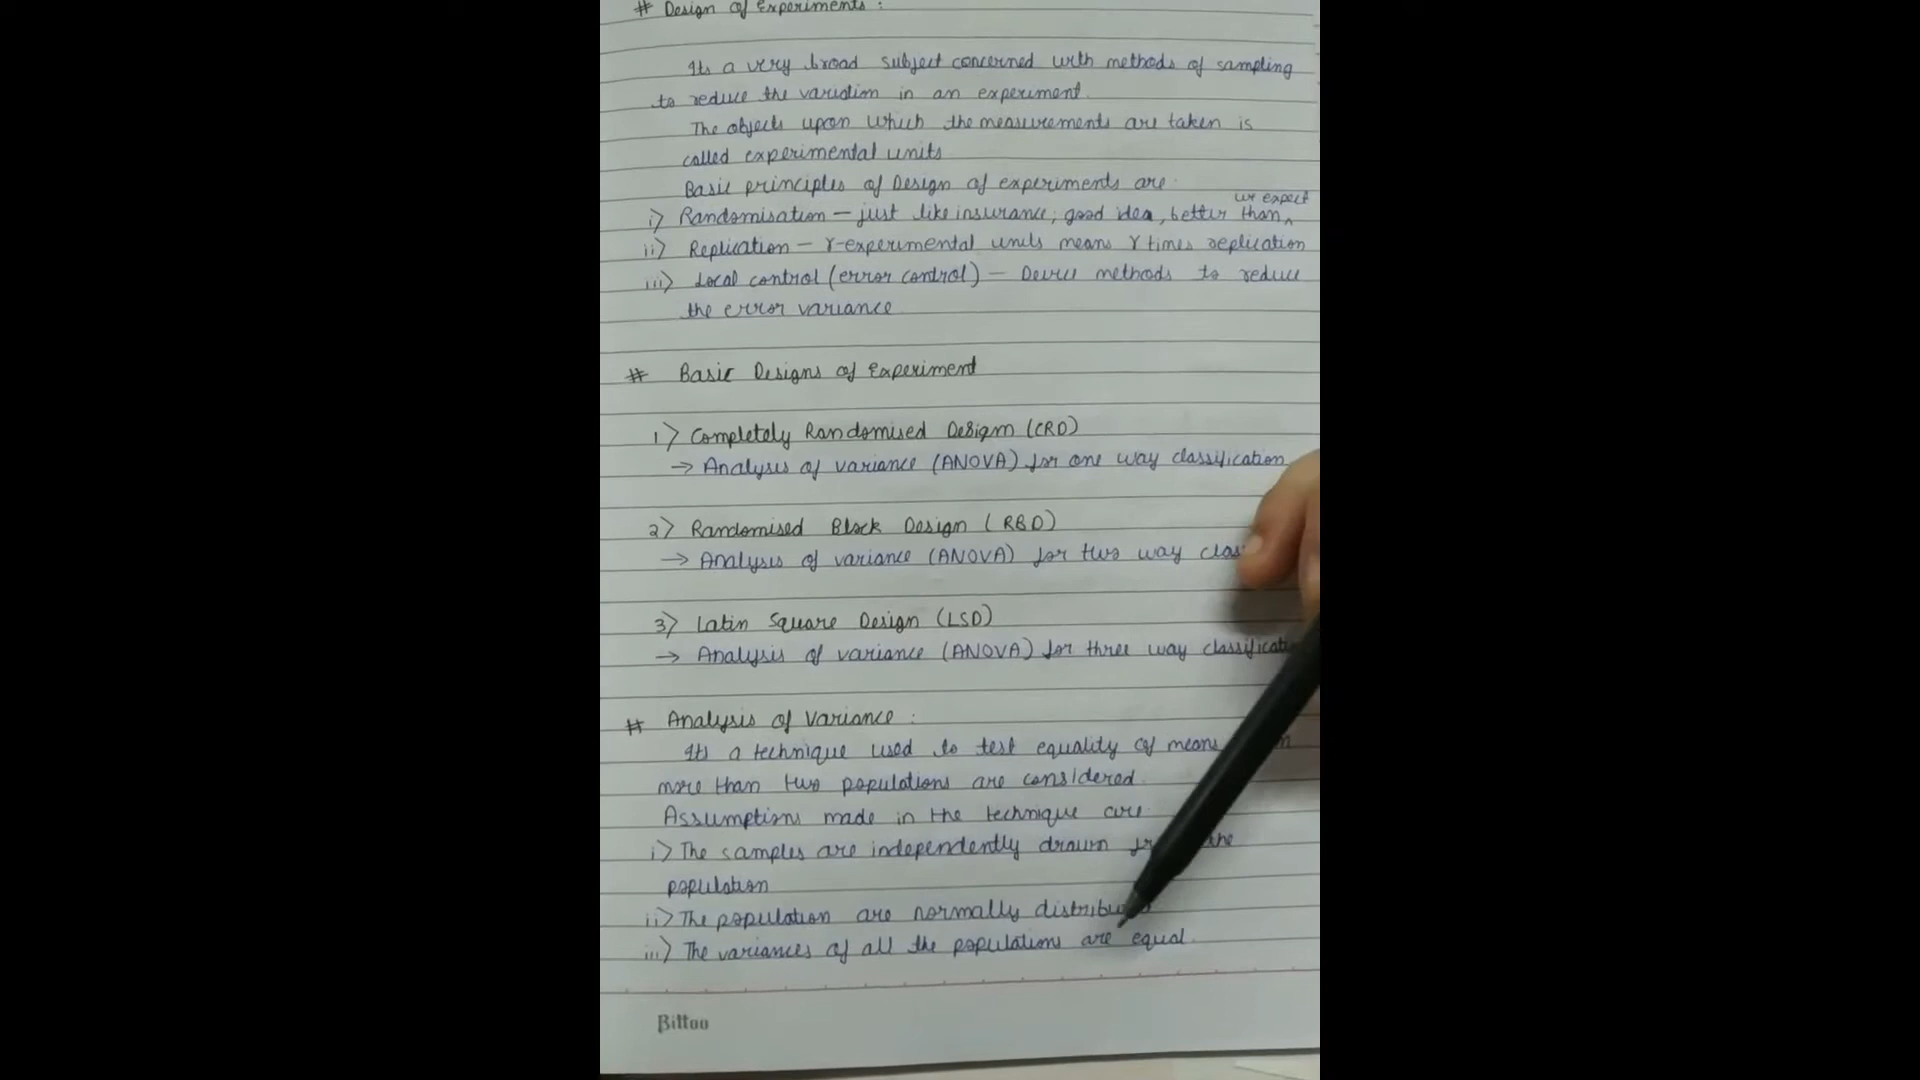 # Design of Experiments :
Its a very broad subject concerned with methods of sampling
to reduce the variation in an experiment.
The objects upon which the measurements are taken is
called experimental units
Basic principles of Design of experiments are
we expect
i) Randomisation – just like insurance; good idea, better than ^
ii) Replication – r-experimental units means r times replication
iii) Local control (error control) – Devise methods to reduce
the error variance
# Basic Designs of Experiment
1) Completely Randomised Design (CRD)
→ Analysis of variance (ANOVA) for one way classification
2) Randomised Block Design (RBD)
→ Analysis of variance (ANOVA) for two way clas
3) Latin Square Design (LSD)
→ Analysis of variance (ANOVA) for three way classificati
# Analysis of Variance :
Its a technique used to test equality of means
more than two populations are considered.
Assumptions made in the technique are
i) The samples are independently drawn the
population
ii) The population are normally distribu
iii) The variances of all the populations are equal.
Bittoo